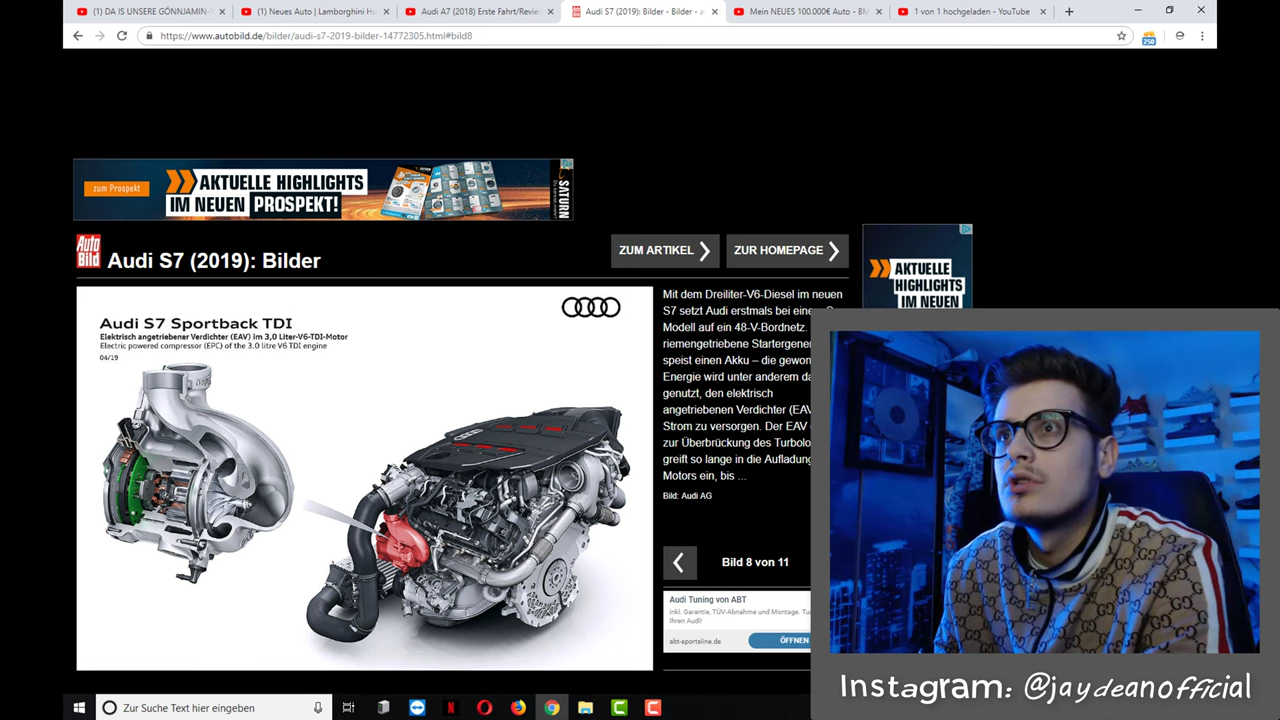 (1) DA IS UNSERE GÖNNJAMIN-
(1) Neues Auto | Lamborghini Hu
Audi A7 (2018) Erste Fahrt/Review
Audi S7 (2019): Bilder - Bilder - a
Mein NEUES 100.000€ Auto - BM
1 von 1 hochgeladen - YouTube
https://www.autobild.de/bilder/audi-s7-2019-bilder-14772305.html#bild8
250
zum Prospekt
AKTUELLE HIGHLIGHTS
IM NEUEN PROSPEKT!
SATURN
Auto
Bild
Audi S7 (2019): Bilder
ZUM ARTIKEL
ZUR HOMEPAGE
AKTUELLE
HIGHLIGHTS
IM NEUEN
Audi S7 Sportback TDI
Elektrisch angetriebener Verdichter (EAV) im 3,0 Liter-V6-TDI-Motor
Electric powered compressor (EPC) of the 3.0 litre V6 TDI engine
04/19
Mit dem Dreiliter-V6-Diesel im neuen
S7 setzt Audi erstmals bei eine
Modell auf ein 48-V-Bordnetz.
riemengetriebene Startergene
speist einen Akku – die gewon
Energie wird unter anderem da
genutzt, den elektrisch
angetriebenen Verdichter (EAV
Strom zu versorgen. Der EAV
zur Überbrückung des Turbolo
greift so lange in die Aufladung
Motors ein, bis ...
Bild: Audi AG
Bild 8 von 11
Audi Tuning von ABT
inkl. Garantie, TÜV-Abnahme und Montage. Tu
Ihren Audi!
abt-sportsline.de
ÖFFNEN
Instagram: @jaydeanofficial
Zur Suche Text hier eingeben